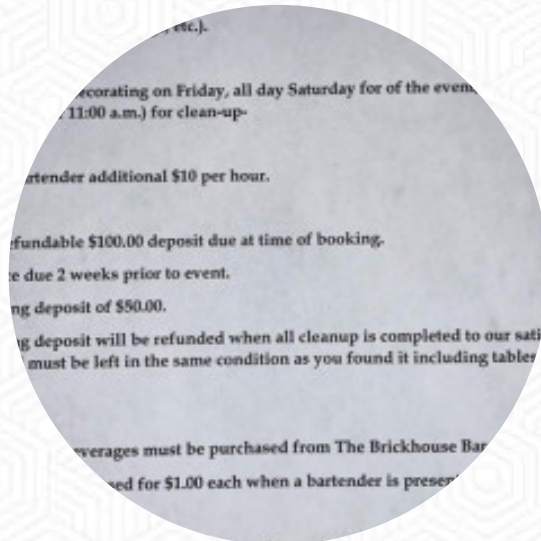 , etc.).
ecorating on Friday, all day Saturday for of the even
11:00 a.m.) for clean-up-
rtender additional $10 per hour.
fundable $100.00 deposit due at time of booking.
e due 2 weeks prior to event.
ng deposit of $50.00.
g deposit will be refunded when all cleanup is completed to our sati
must be left in the same condition as you found it including tables
verages must be purchased from The Brickhouse Bar
ed for $1.00 each when a bartender is present